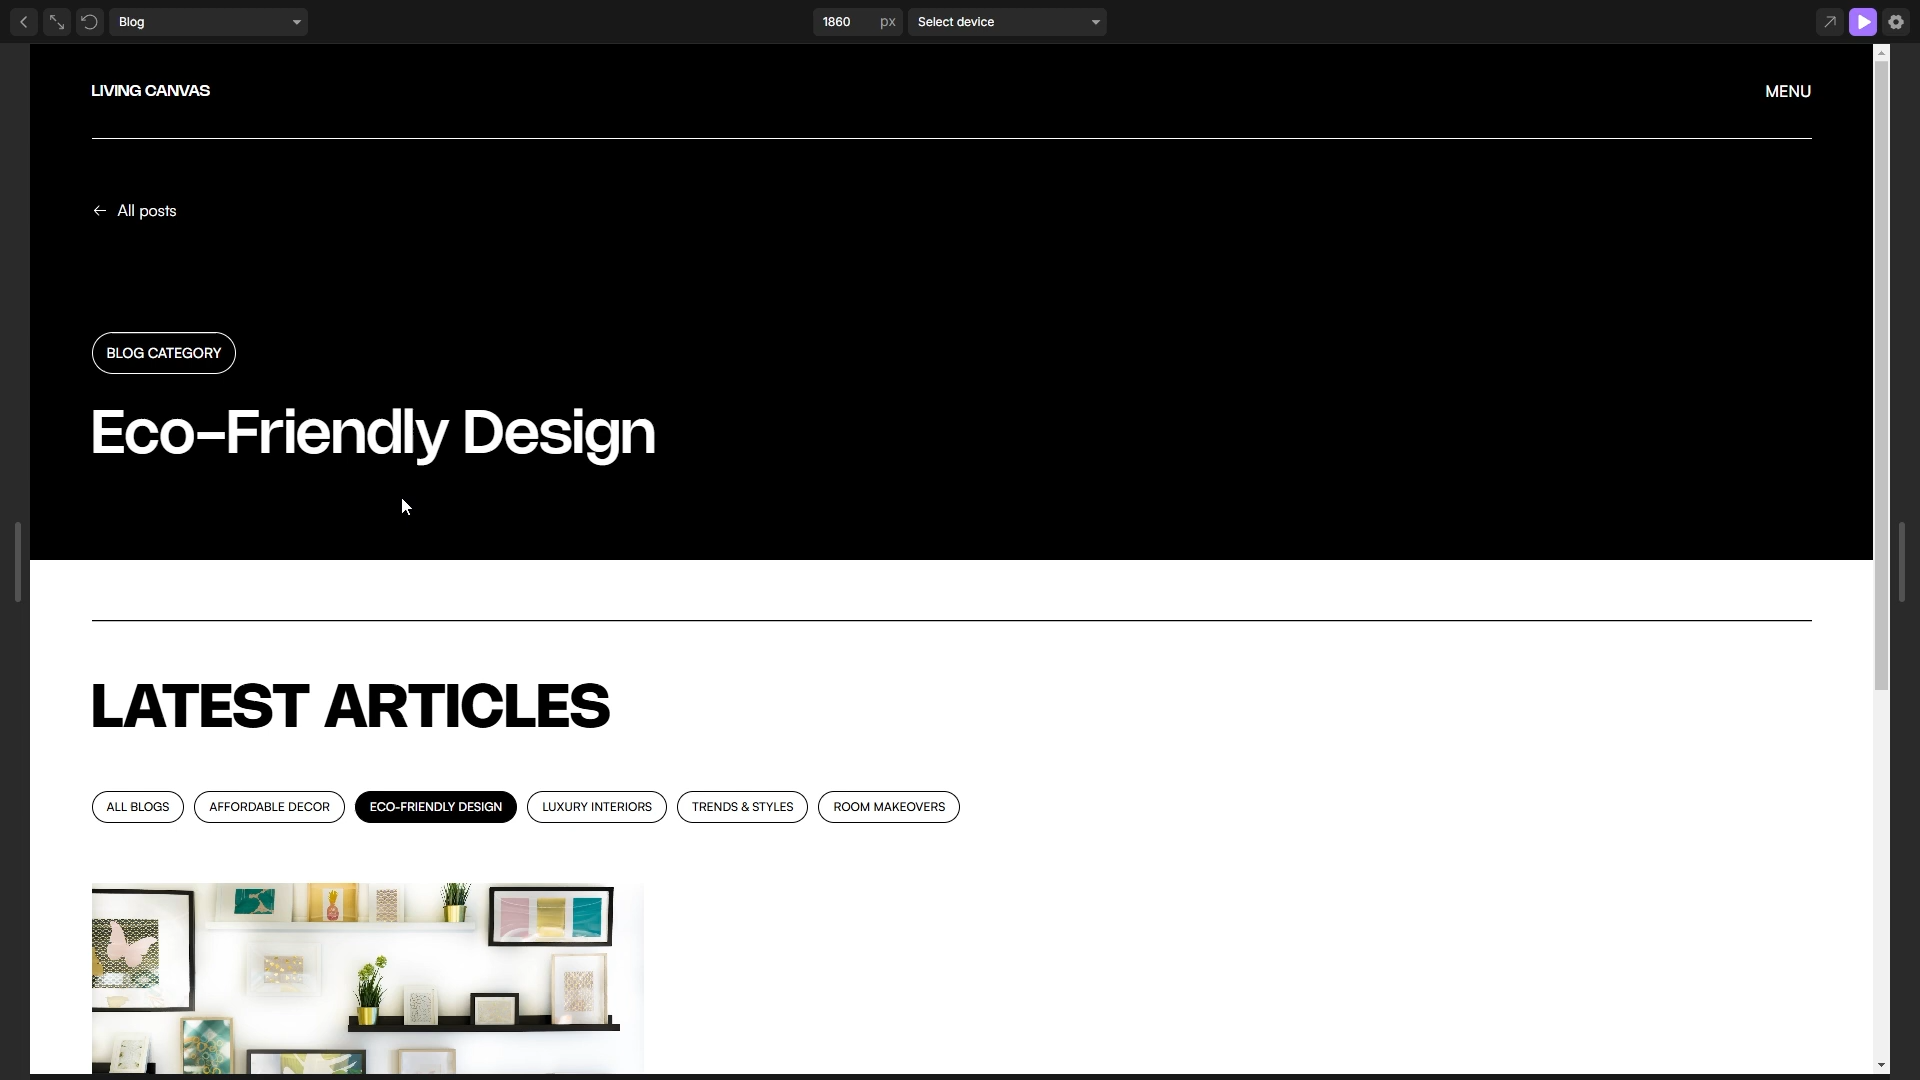 Blog
1860 px
Select device
LIVING CANVAS
MENU
← All posts
BLOG CATEGORY
Eco-Friendly Design
LATEST ARTICLES
ALL BLOGS
AFFORDABLE DECOR
ECO-FRIENDLY DESIGN
LUXURY INTERIORS
TRENDS & STYLES
ROOM MAKEOVERS